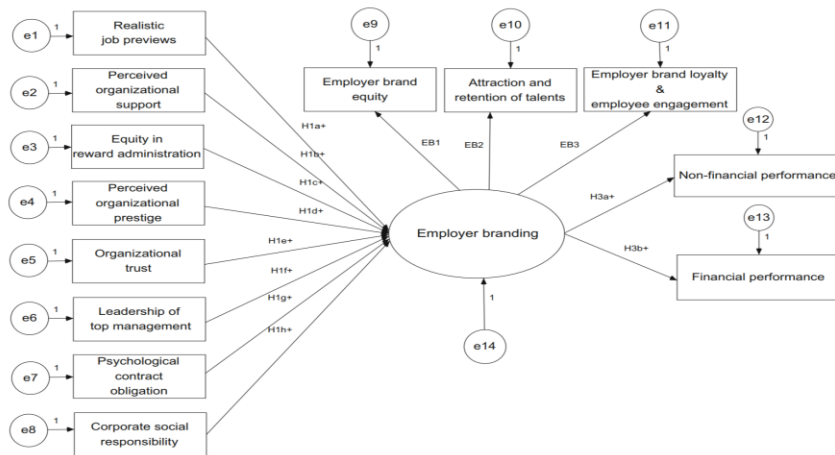 e1
1
Realistic
job previews
e2
1
Perceived
organizational
support
e3
1
Equity in
reward administration
e4
1
Perceived
organizational
prestige
e5
1
Organizational
trust
e6
1
Leadership of
top management
e7
1
Psychological
contract
obligation
e8
1
Corporate social
responsibility
H1a+
H1b+
H1c+
H1d+
H1e+
H1f+
H1g+
H1h+
e9
1
Employer brand
equity
e10
1
Attraction and
retention of talents
e11
1
Employer brand loyalty
&
employee engagement
EB1
EB2
EB3
Employer branding
1
e14
H3a+
H3b+
e12
1
Non-financial performance
e13
1
Financial performance